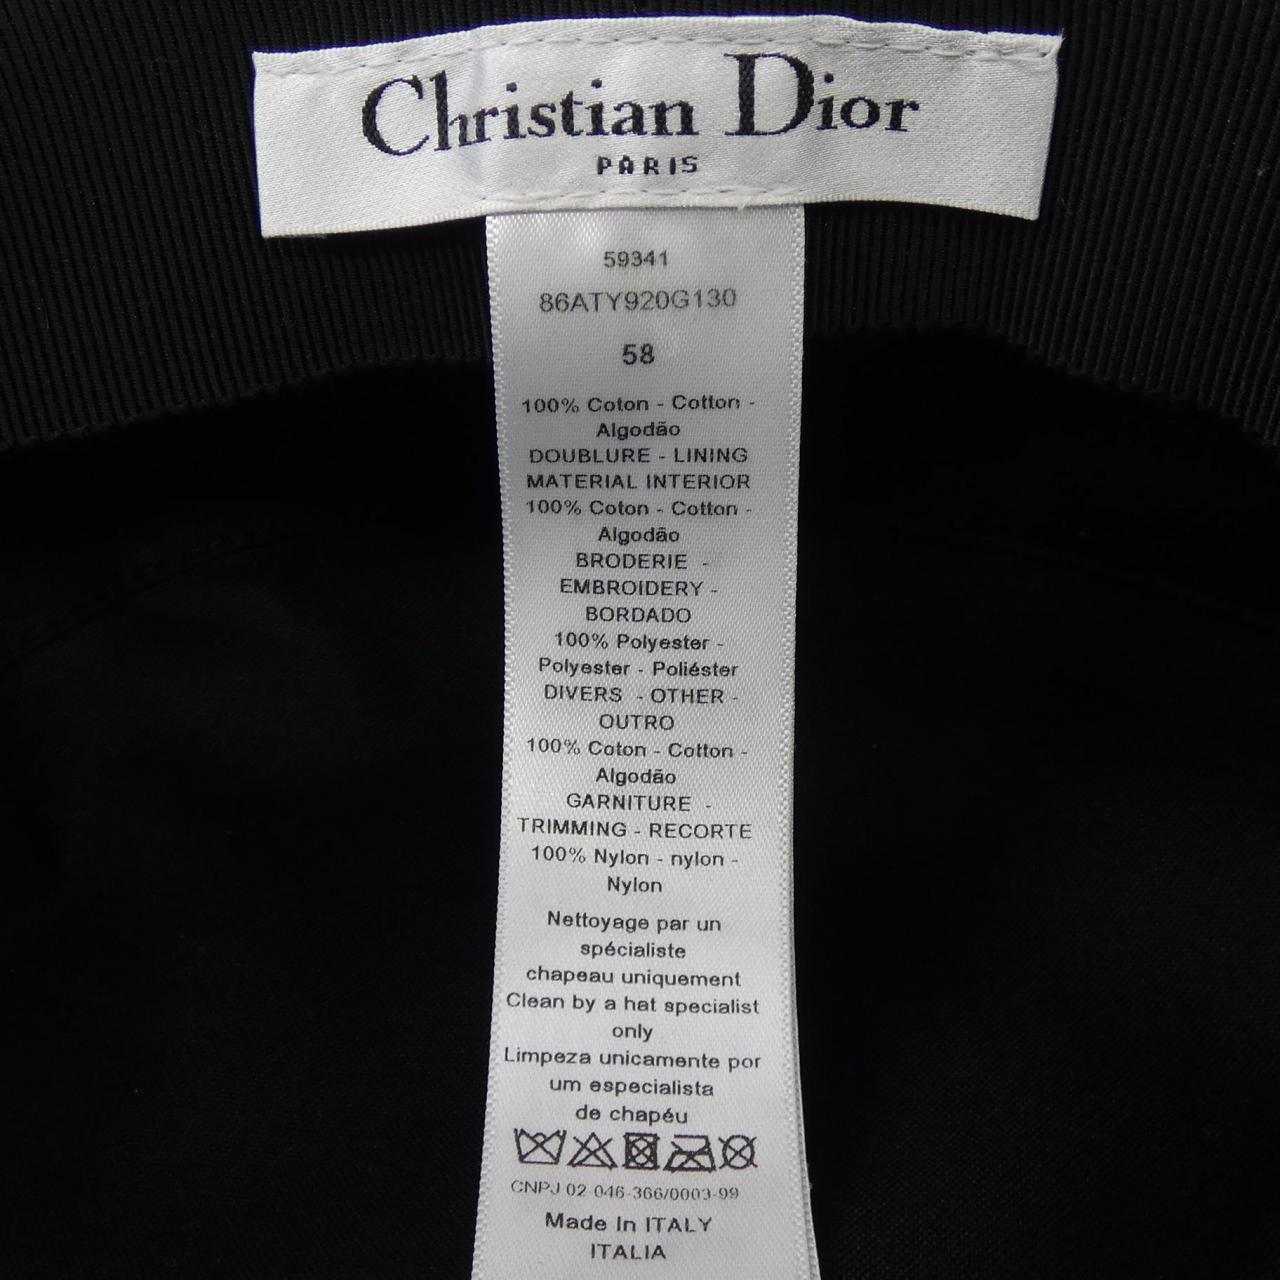 Christian Dior
PARIS
59341
86ATY920G130
58
100% Coton - Cotton -
Algodão
DOUBLURE - LINING
MATERIAL INTERIOR
100% Coton - Cotton -
Algodão
BRODERIE -
EMBROIDERY -
BORDADO
100% Polyester -
Polyester - Poliéster
DIVERS - OTHER -
OUTRO
100% Coton - Cotton -
Algodão
GARNITURE -
TRIMMING - RECORTE
100% Nylon - nylon -
Nylon
Nettoyage par un
spécialiste
chapeau uniquement
Clean by a hat specialist
only
Limpeza unicamente por
um especialista
de chapéu
CNPJ 02-046-366/0003-99
Made In ITALY
ITALIA